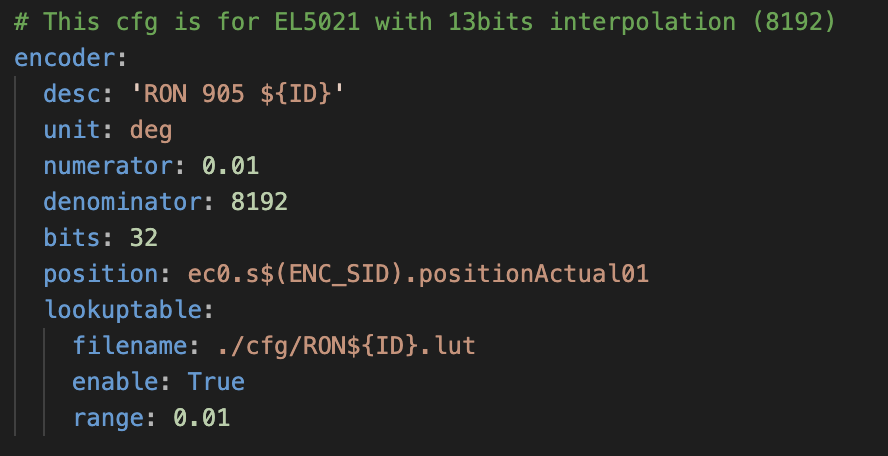 # This cfg is for EL5021 with 13bits interpolation (8192)
encoder:
  desc: 'RON 905 ${ID}'
  unit: deg
  numerator: 0.01
  denominator: 8192
  bits: 32
  position: ec0.s$(ENC_SID).positionActual01
  lookuptable:
    filename: ./cfg/RON${ID}.lut
    enable: True
    range: 0.01